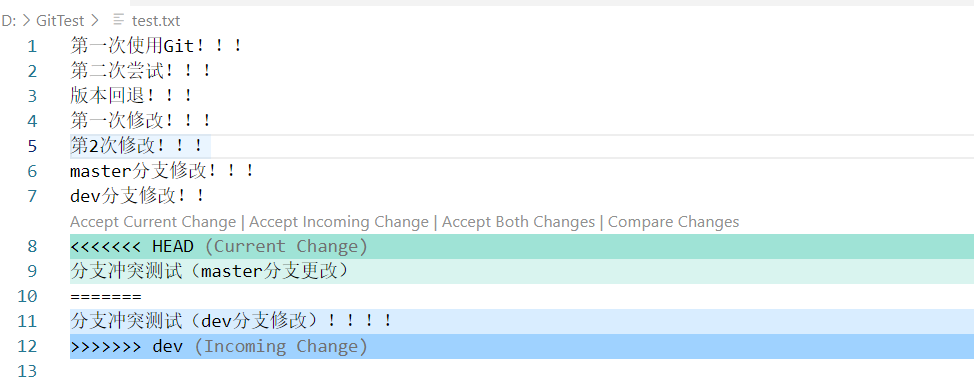 D: > GitTest > test.txt
1 第一次使用Git！！！
2 第二次尝试！！！
3 版本回退！！！
4 第一次修改！！！
5 第2次修改！！！
6 master分支修改！！！
7 dev分支修改！！
Accept Current Change | Accept Incoming Change | Accept Both Changes | Compare Changes
8 <<<<<<< HEAD (Current Change)
9 分支冲突测试（master分支更改）
10 =======
11 分支冲突测试（dev分支修改）！！！！
12 >>>>>>> dev (Incoming Change)
13